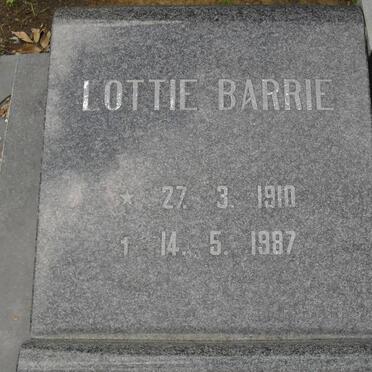 LOTTIE BARRIE
* 27. 3. 1910
† 14. 5. 1987